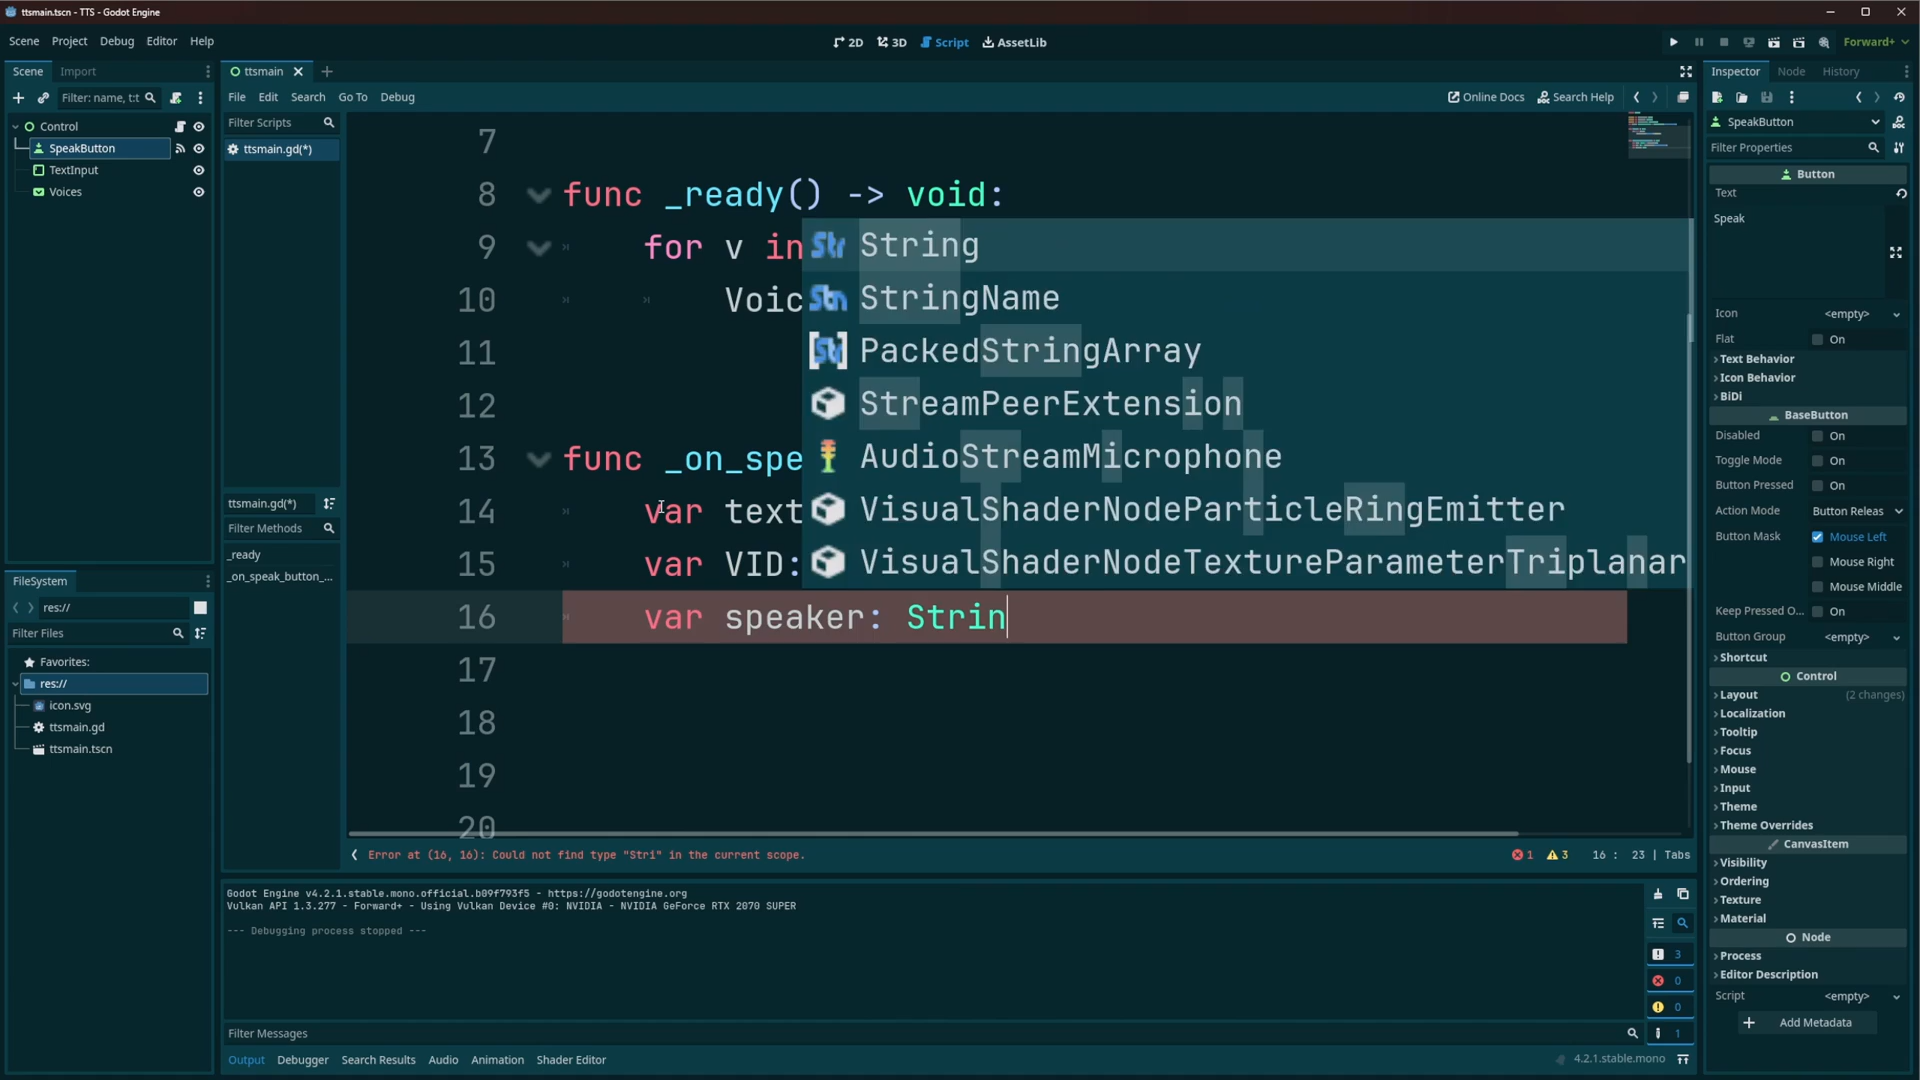 ttsmain.tscn - TTS - Godot Engine
Scene Project Debug Editor Help
2D 3D Script AssetLib
Forward+
Scene Import
Filter: name, t:t
Control
SpeakButton
TextInput
Voices
ttsmain
File Edit Search Go To Debug
Online Docs Search Help
Filter Scripts
ttsmain.gd(*)
ttsmain.gd(*)
Filter Methods
_ready
_on_speak_button_...
7
8 func _ready() -> void:
9 for v in
10 Voic
11
12
13 func _on_spe
14 var text
15 var VID:
16 var speaker: Strin
17
18
19
20
String
StringName
PackedStringArray
StreamPeerExtension
AudioStreamMicrophone
VisualShaderNodeParticleRingEmitter
VisualShaderNodeTextureParameterTriplanar
Error at (16, 16): Could not find type "Stri" in the current scope.
1 3 16 : 23 | Tabs
FileSystem
res://
Filter Files
Favorites:
res://
icon.svg
ttsmain.gd
ttsmain.tscn
Godot Engine v4.2.1.stable.mono.official.b09f793f5 - https://godotengine.org
Vulkan API 1.3.277 - Forward+ - Using Vulkan Device #0: NVIDIA - NVIDIA GeForce RTX 2070 SUPER
--- Debugging process stopped ---
3
0
0
1
Filter Messages
Output Debugger Search Results Audio Animation Shader Editor
4.2.1.stable.mono
Inspector Node History
SpeakButton
Filter Properties
Button
Text
Speak
Icon <empty>
Flat On
Text Behavior
Icon Behavior
BiDi
BaseButton
Disabled On
Toggle Mode On
Button Pressed On
Action Mode Button Releas
Button Mask Mouse Left
Mouse Right
Mouse Middle
Keep Pressed O... On
Button Group <empty>
Shortcut
Control
Layout (2 changes)
Localization
Tooltip
Focus
Mouse
Input
Theme
Theme Overrides
CanvasItem
Visibility
Ordering
Texture
Material
Node
Process
Editor Description
Script <empty>
Add Metadata